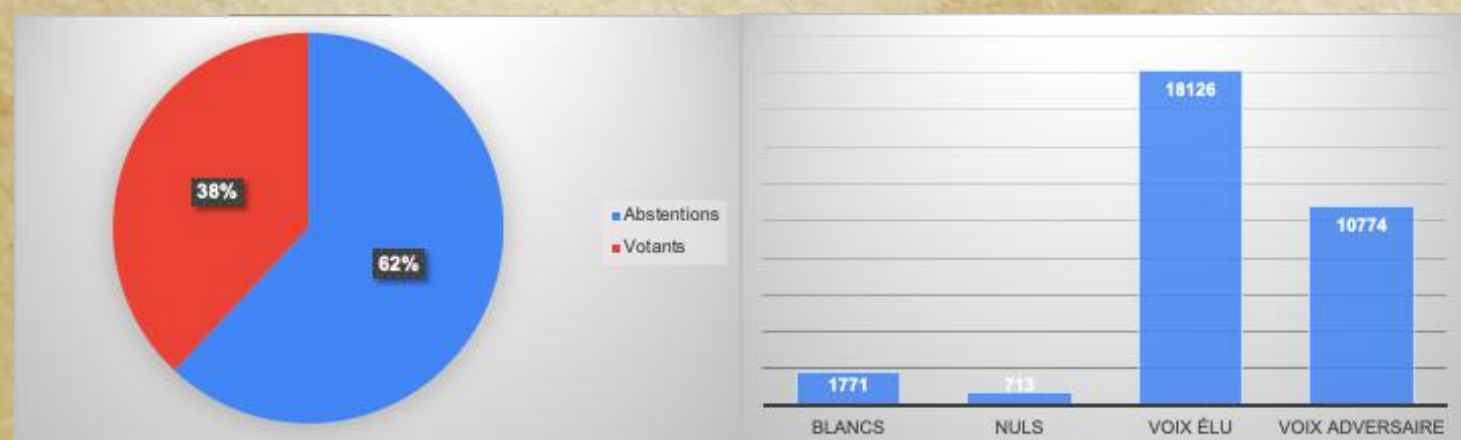 38%
62%
Abstentions
Votants
18126
10774
1771
713
BLANCS
NULS
VOIX ÉLU
VOIX ADVERSAIRE